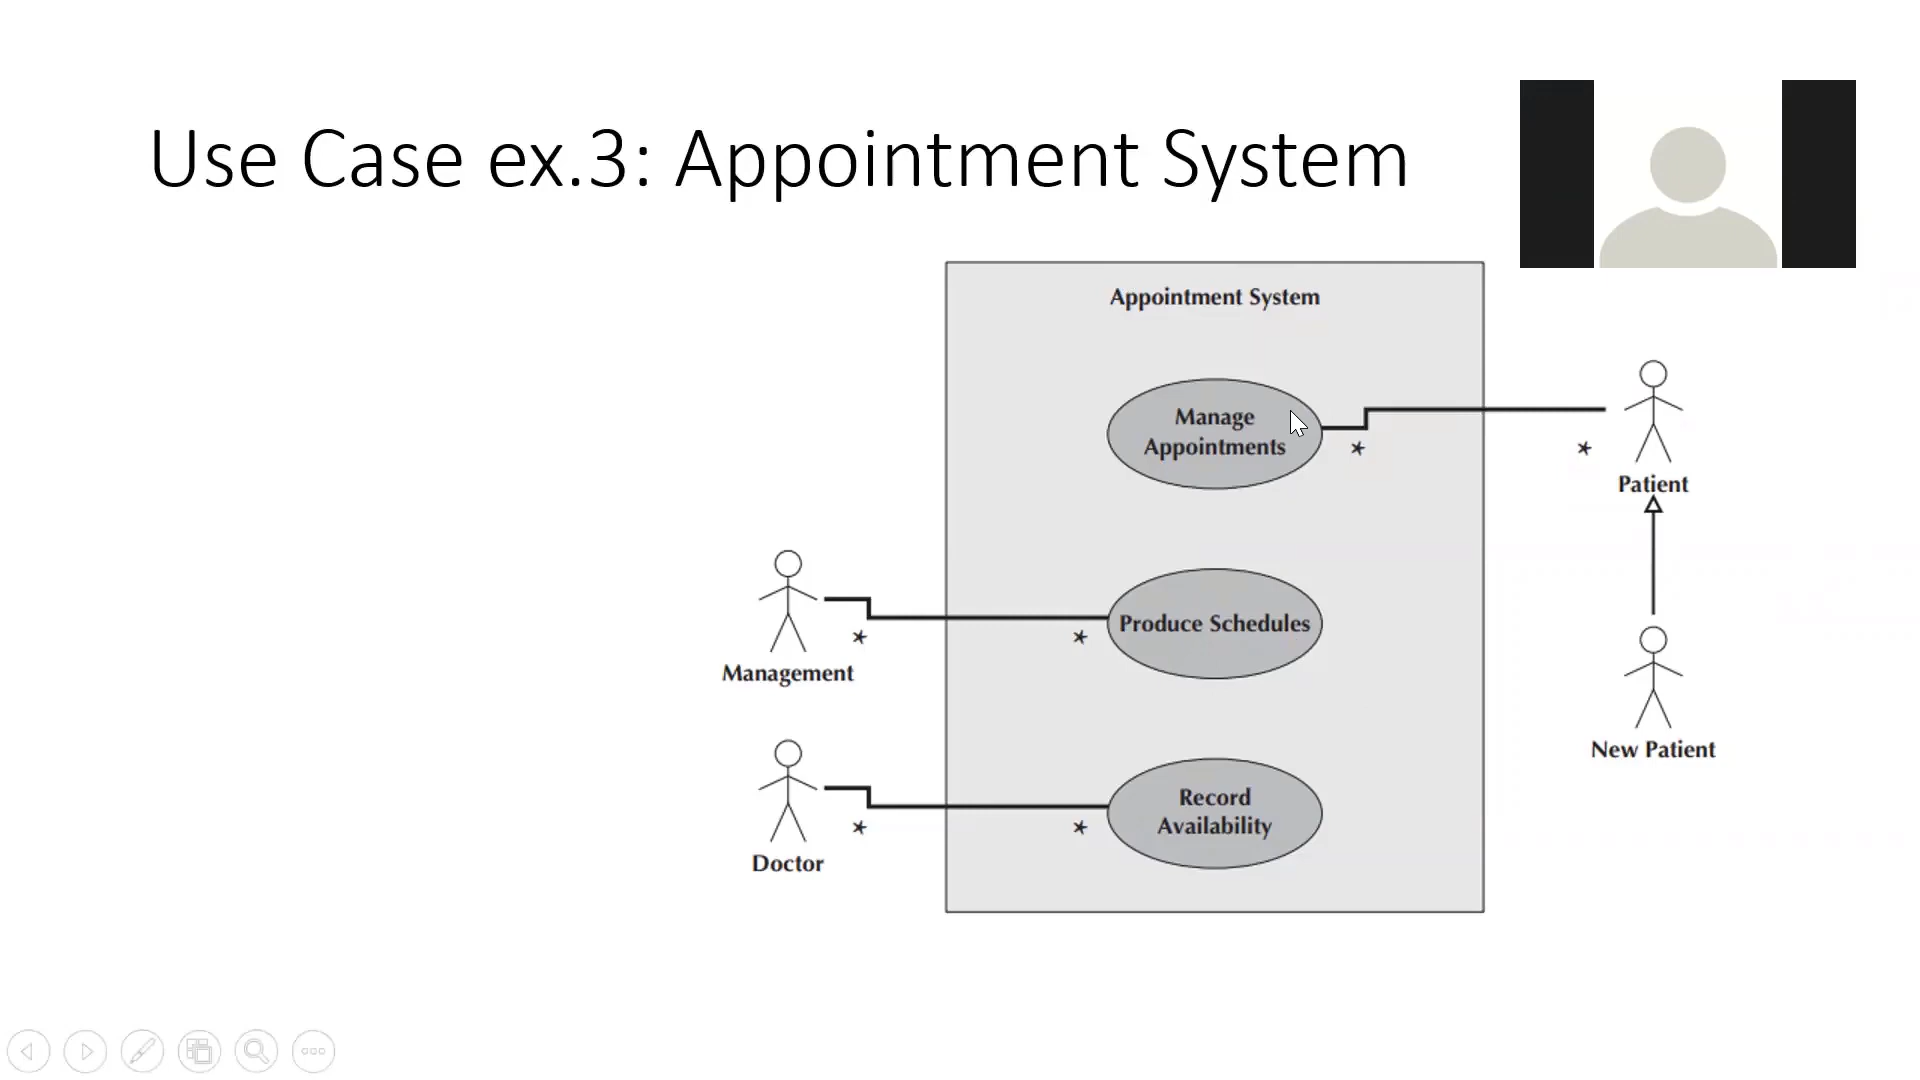 Use Case ex.3: Appointment System
Appointment System
Manage
Appointments
*
*
Patient
Management
*
*
Produce Schedules
New Patient
Doctor
*
*
Record
Availability